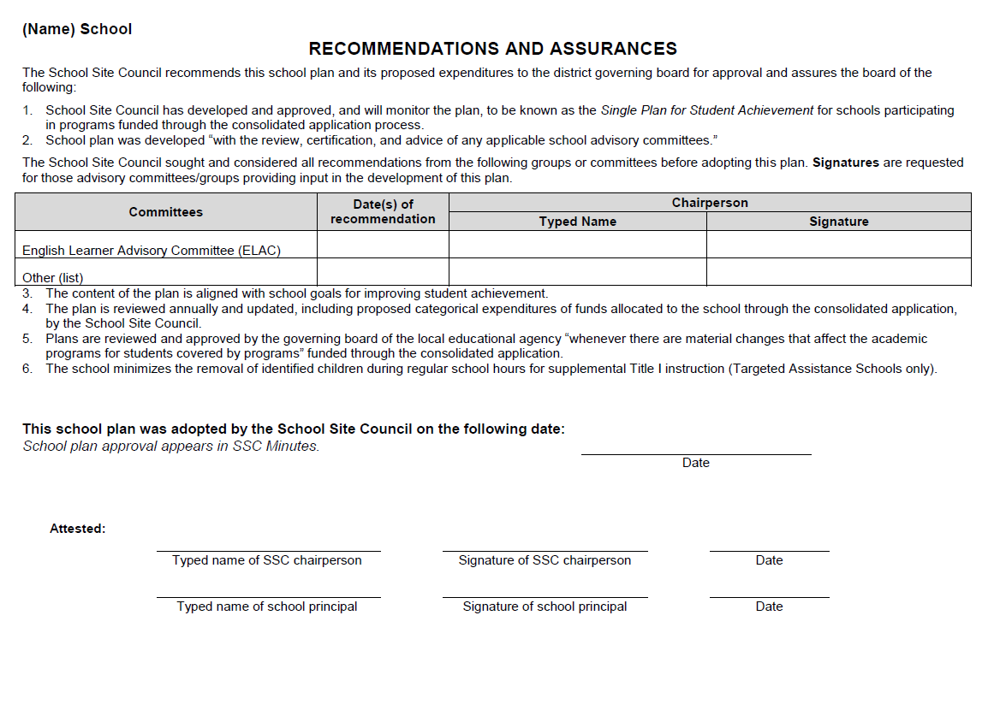 (Name) School
RECOMMENDATIONS AND ASSURANCES
The School Site Council recommends this school plan and its proposed expenditures to the district governing board for approval and assures the board of the
following:
1. School Site Council has developed and approved, and will monitor the plan, to be known as the Single Plan for Student Achievement for schools participating
in programs funded through the consolidated application process.
2. School plan was developed “with the review, certification, and advice of any applicable school advisory committees.”
The School Site Council sought and considered all recommendations from the following groups or committees before adopting this plan. Signatures are requested
for those advisory committees/groups providing input in the development of this plan.
Committees
Date(s) of
recommendation
Chairperson
Typed Name
Signature
English Learner Advisory Committee (ELAC)
Other (list)
3. The content of the plan is aligned with school goals for improving student achievement.
4. The plan is reviewed annually and updated, including proposed categorical expenditures of funds allocated to the school through the consolidated application,
by the School Site Council.
5. Plans are reviewed and approved by the governing board of the local educational agency “whenever there are material changes that affect the academic
programs for students covered by programs” funded through the consolidated application.
6. The school minimizes the removal of identified children during regular school hours for supplemental Title I instruction (Targeted Assistance Schools only).
This school plan was adopted by the School Site Council on the following date:
School plan approval appears in SSC Minutes.
Date
Attested:
Typed name of SSC chairperson
Signature of SSC chairperson
Date
Typed name of school principal
Signature of school principal
Date